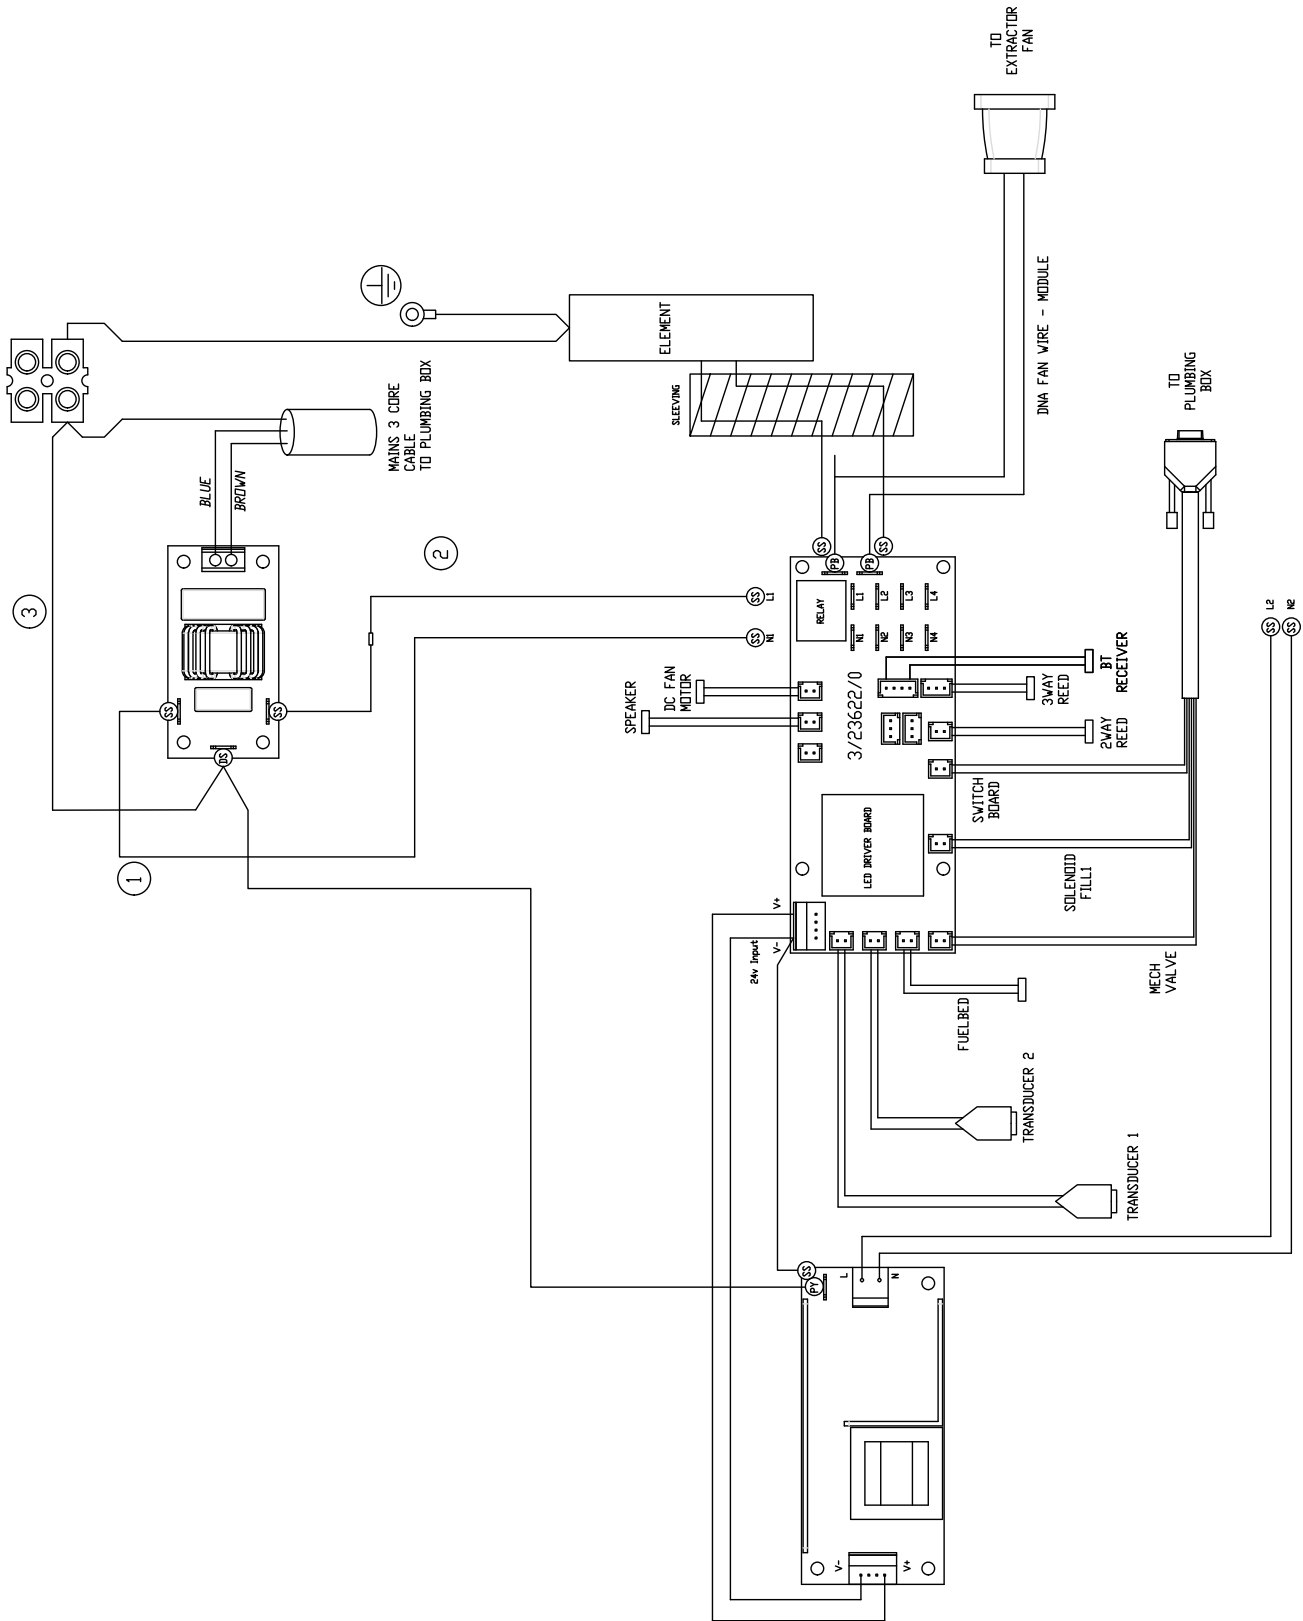 TO
EXTRACTOR
FAN
3
BLUE
BROWN
MAINS 3 CORE
CABLE
TO PLUMBING BOX
SS
SS
DS
2
1
ELEMENT
SLEEVING
DNA FAN WIRE - MODULE
TO
PLUMBING
BOX
SS
L1
SS
N1
SS
PB
PB
SS
RELAY
L1
L2
L3
L4
N1
N2
N3
N4
SPEAKER
DC FAN
MOTOR
3/23622/0
BT
RECEIVER
3WAY
REED
2WAY
REED
SWITCH
BOARD
LED DRIVER BOARD
SOLENOID
FILL1
24v Input
V-
V+
MECH
VALVE
FUELBED
TRANSDUCER 2
TRANSDUCER 1
SS
L2
SS
N2
SS
PY
L
N
V-
V+